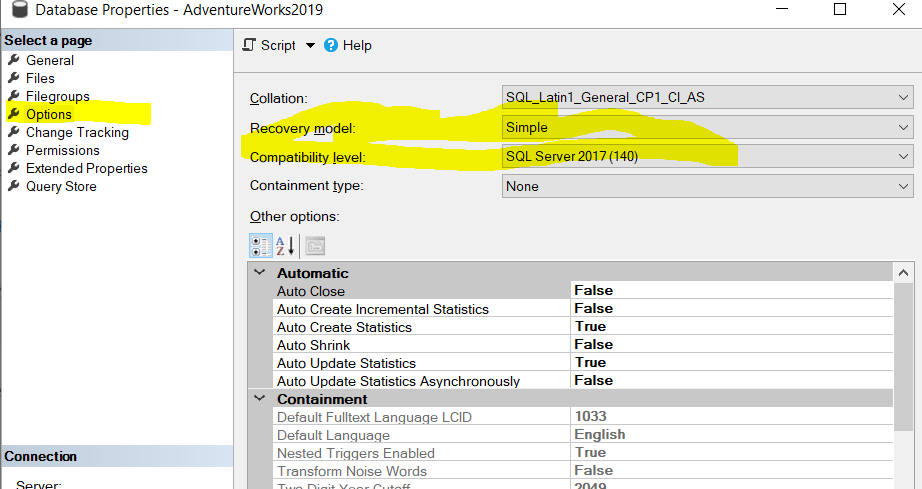 Database Properties - AdventureWorks2019
Select a page
General
Files
Filegroups
Options
Change Tracking
Permissions
Extended Properties
Query Store
Connection
Server:
Script Help
Collation: SQL_Latin1_General_CP1_CI_AS
Recovery model: Simple
Compatibility level: SQL Server 2017 (140)
Containment type: None
Other options:
Automatic
Auto Close False
Auto Create Incremental Statistics False
Auto Create Statistics True
Auto Shrink False
Auto Update Statistics True
Auto Update Statistics Asynchronously False
Containment
Default Fulltext Language LCID 1033
Default Language English
Nested Triggers Enabled True
Transform Noise Words False
Two Digit Year Cutoff 2049